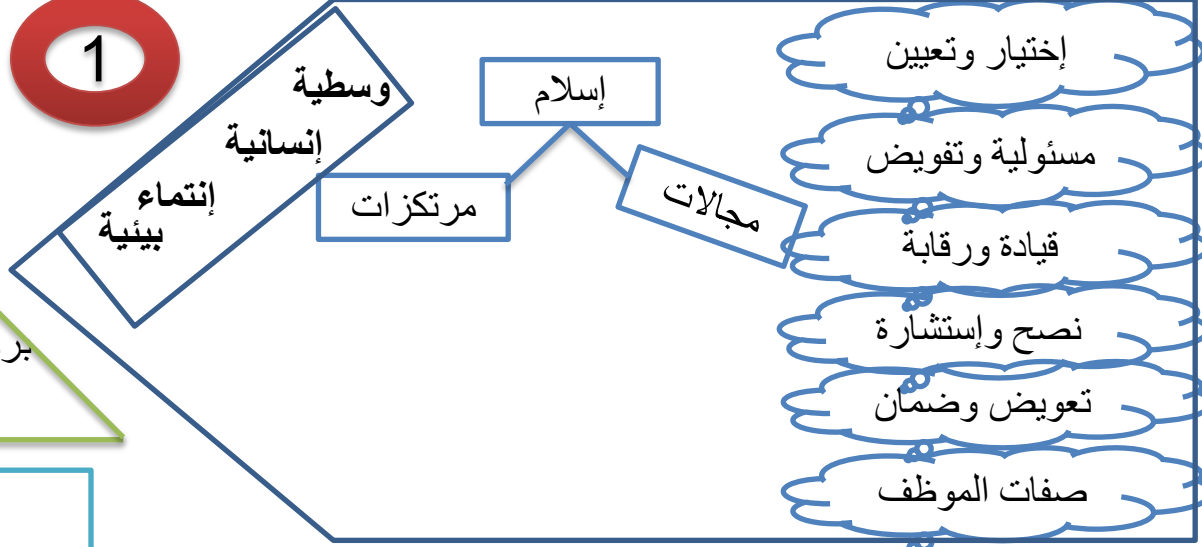 1
إسلام
مجالات
إختيار وتعيين
مسئولية وتفويض
قيادة ورقابة
نصح وإستشارة
تعويض وضمان
صفات الموظف
مرتكزات
وسطية
إنسانية
إنتماء
بيئية